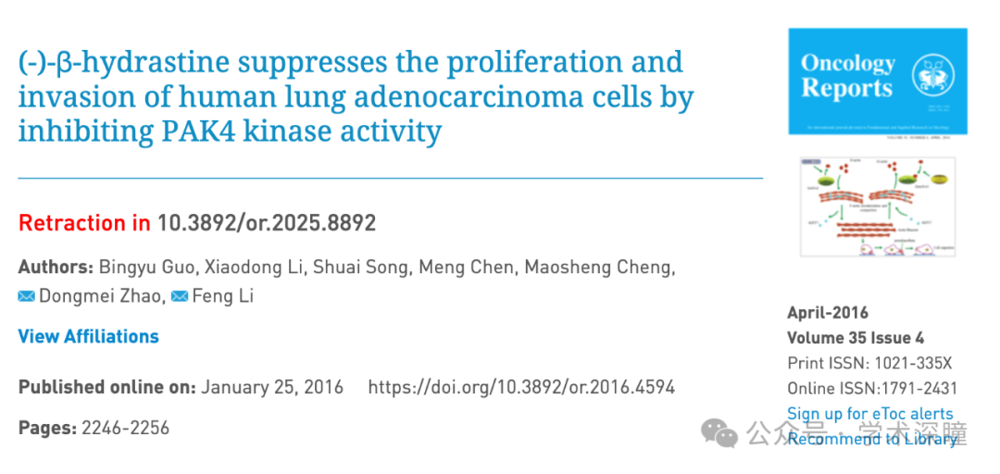 (-)-β-hydrastine suppresses the proliferation and
invasion of human lung adenocarcinoma cells by
inhibiting PAK4 kinase activity
Retraction in 10.3892/or.2025.8892
Authors: Bingyu Guo, Xiaodong Li, Shuai Song, Meng Chen, Maosheng Cheng,
Dongmei Zhao, Feng Li
View Affiliations
Published online on: January 25, 2016 https://doi.org/10.3892/or.2016.4594
Pages: 2246-2256
Oncology
Reports
April-2016
Volume 35 Issue 4
Print ISSN: 1021-335X
Online ISSN:1791-2431
Sign up for eToc alerts
Recommend to Library
公众号 · 学术深瞳